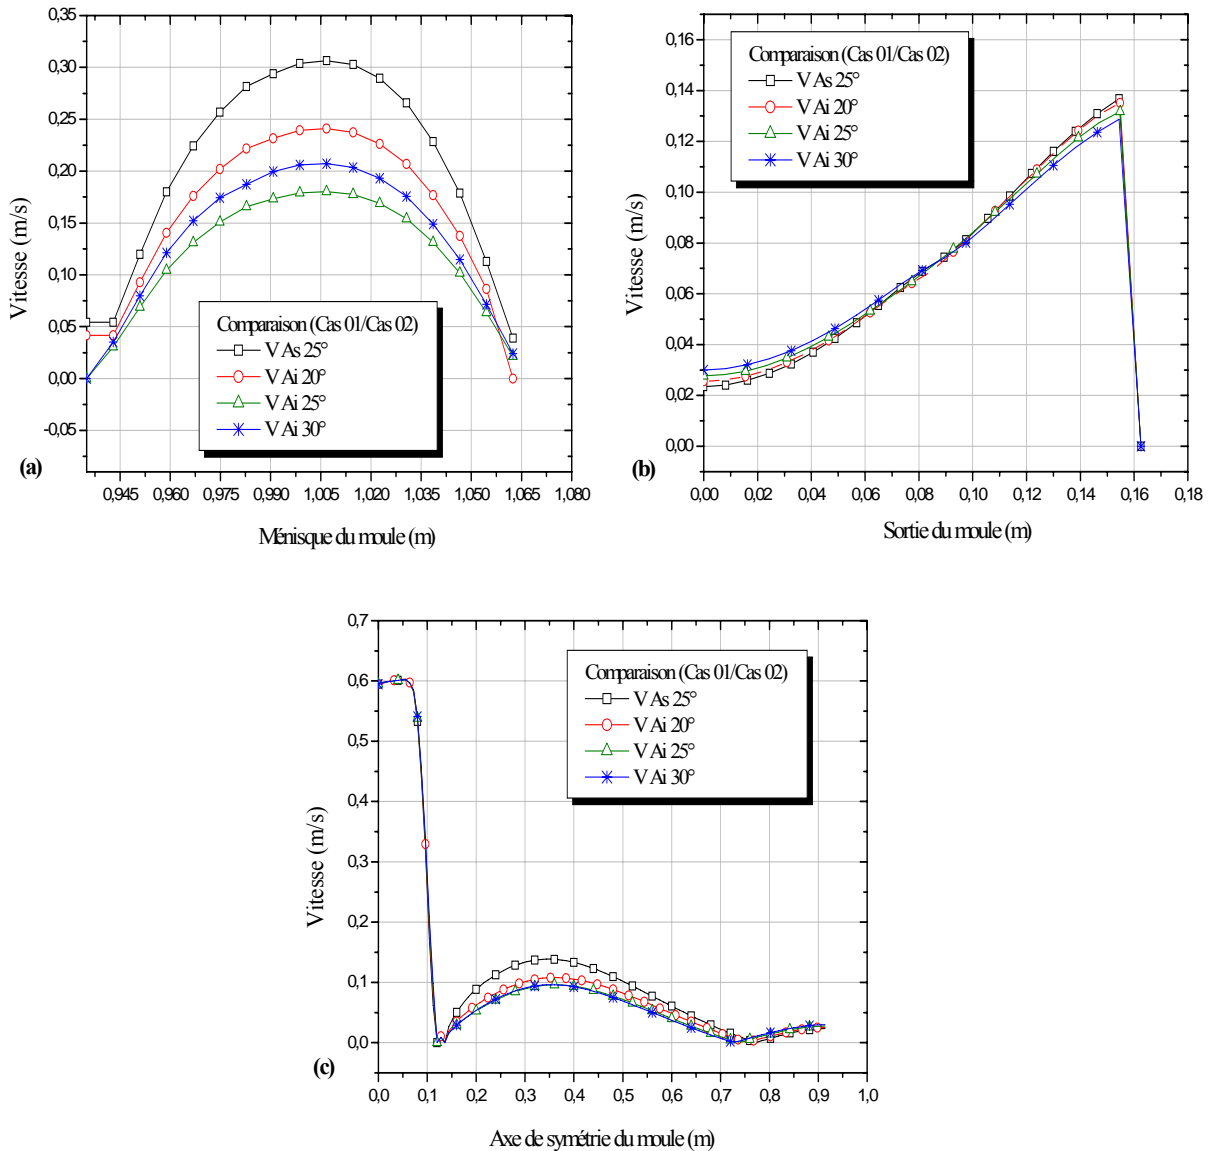 0,35
0,30
0,25
0,20
0,15
0,10
0,05
0,00
-0,05
Vitesse (m/s)
Comparaison (Cas 01/Cas 02)
V As 25°
V Ai 20°
V Ai 25°
V Ai 30°
(a)
0,945 0,960 0,975 0,990 1,005 1,020 1,035 1,050 1,065 1,080
Ménisque du moule (m)
0,16
0,14
0,12
0,10
0,08
0,06
0,04
0,02
0,00
Vitesse (m/s)
Comparaison (Cas 01/Cas 02)
V As 25°
V Ai 20°
V Ai 25°
V Ai 30°
(b)
0,00 0,02 0,04 0,06 0,08 0,10 0,12 0,14 0,16 0,18
Sortie du moule (m)
0,7
0,6
0,5
0,4
0,3
0,2
0,1
0,0
Vitesse (m/s)
Comparaison (Cas 01/Cas 02)
V As 25°
V Ai 20°
V Ai 25°
V Ai 30°
(c)
0,0 0,1 0,2 0,3 0,4 0,5 0,6 0,7 0,8 0,9 1,0
Axe de symétrie du moule (m)